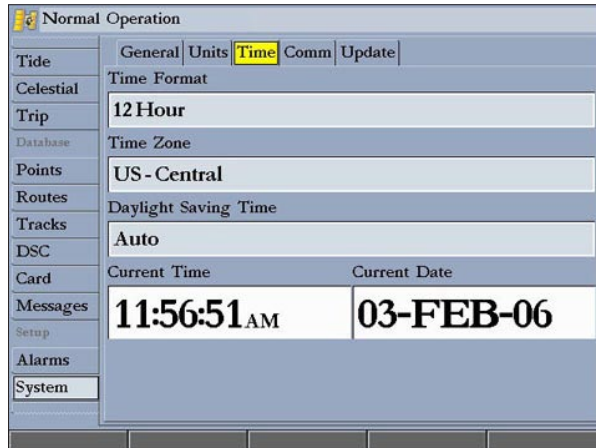 Normal Operation
General Units Time Comm Update
Tide
Celestial
Trip
Database
Points
Routes
Tracks
DSC
Card
Messages
Setup
Alarms
System
Time Format
12 Hour
Time Zone
US - Central
Daylight Saving Time
Auto
Current Time Current Date
11:56:51 AM 03-FEB-06